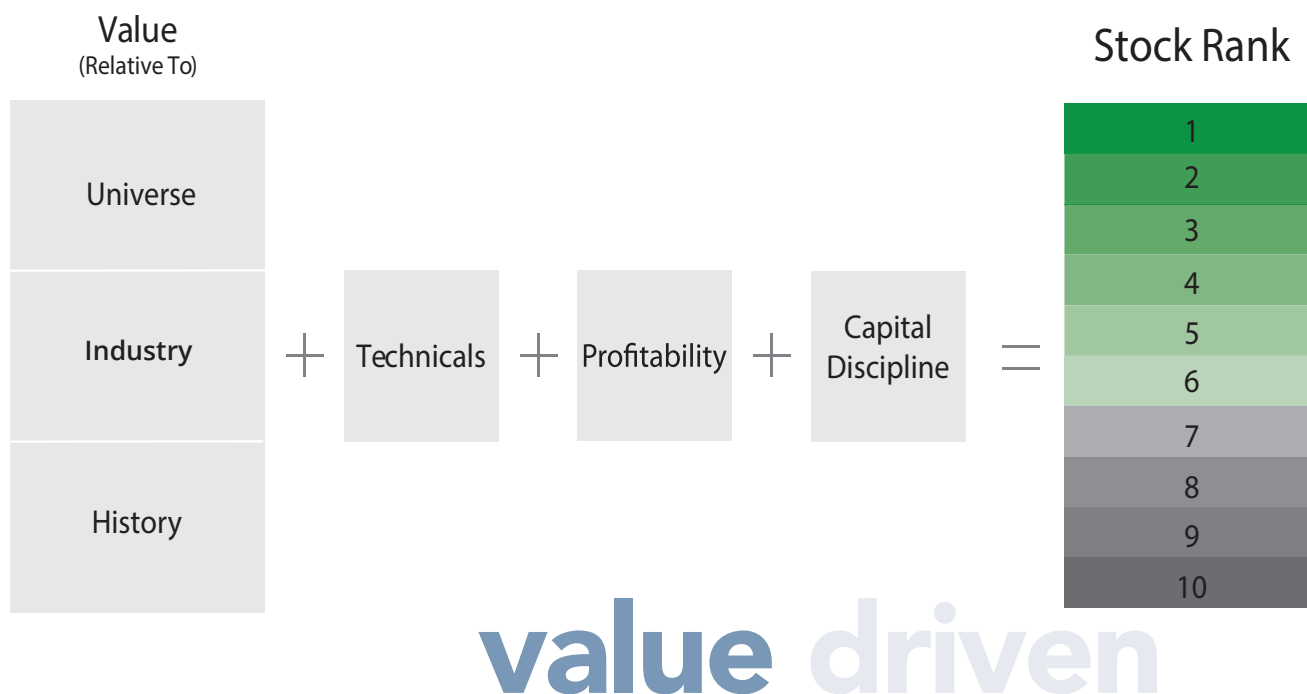 Value
(Relative To)
Universe
Industry
History
+
Technicals
+
Profitability
+
Capital
Discipline
=
Stock Rank
1
2
3
4
5
6
7
8
9
10
value driven